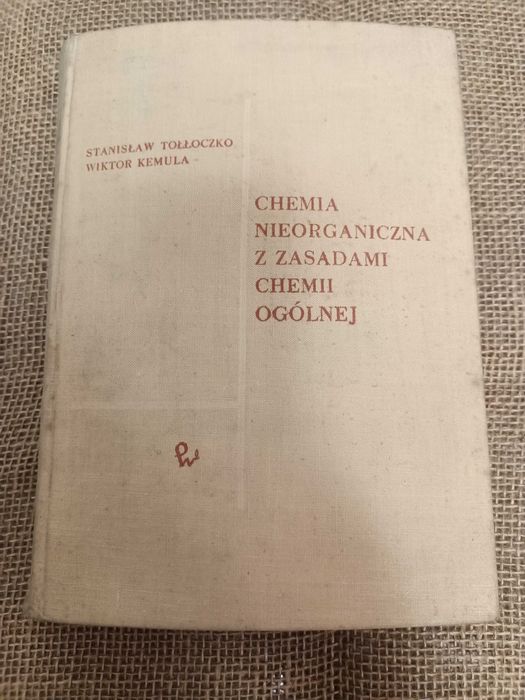 STANISŁAW TOŁŁOCZKO
WIKTOR KEMULA
CHEMIA
NIEORGANICZNA
Z ZASADAMI
CHEMII
OGÓLNEJ